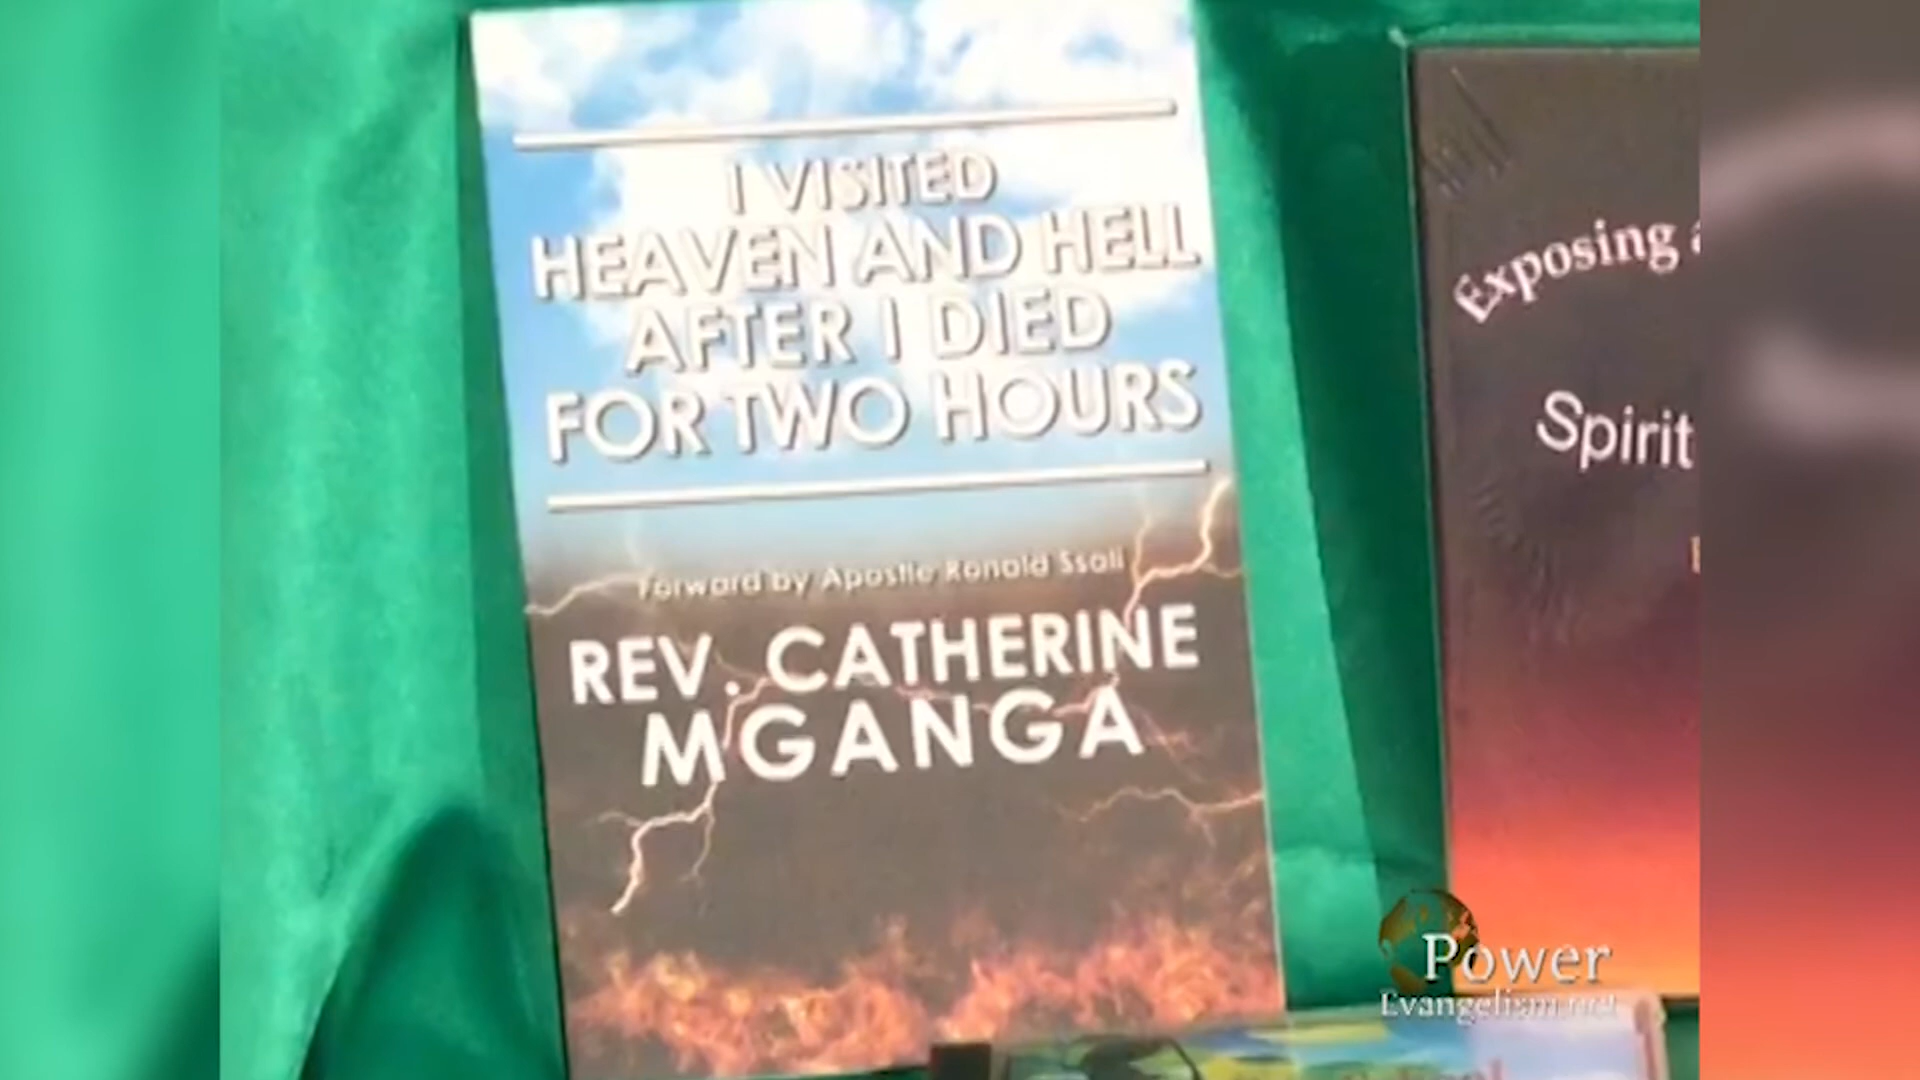 I VISITED
HEAVEN AND HELL
AFTER I DIED
FOR TWO HOURS
Forward by Apostle Ronald Ssali
REV. CATHERINE
MGANGA
Exposing
Spirit
Power
Evangelism.net